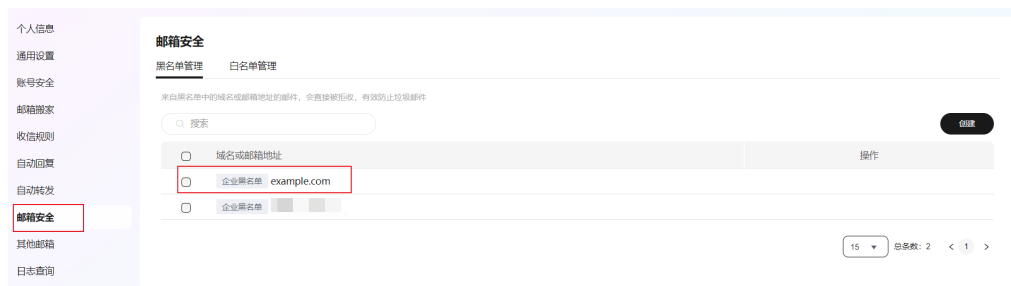 个人信息
通用设置
账号安全
邮箱搬家
收信规则
自动回复
自动转发
邮箱安全
其他邮箱
日志查询
邮箱安全
黑名单管理 白名单管理
来自黑名单中的域名或邮箱地址的邮件，会直接被拒收，有效防止垃圾邮件
搜索 创建
域名或邮箱地址 操作
企业黑名单 example.com
企业黑名单
15 总条数：2 < 1 >